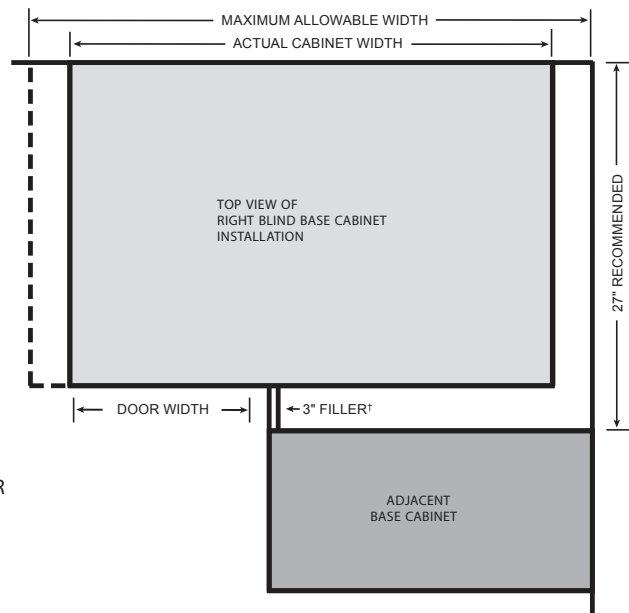 MAXIMUM ALLOWABLE WIDTH
ACTUAL CABINET WIDTH
TOP VIEW OF
RIGHT BLIND BASE CABINET
INSTALLATION
27" RECOMMENDED
DOOR WIDTH
3" FILLER†
R
ADJACENT
BASE CABINET